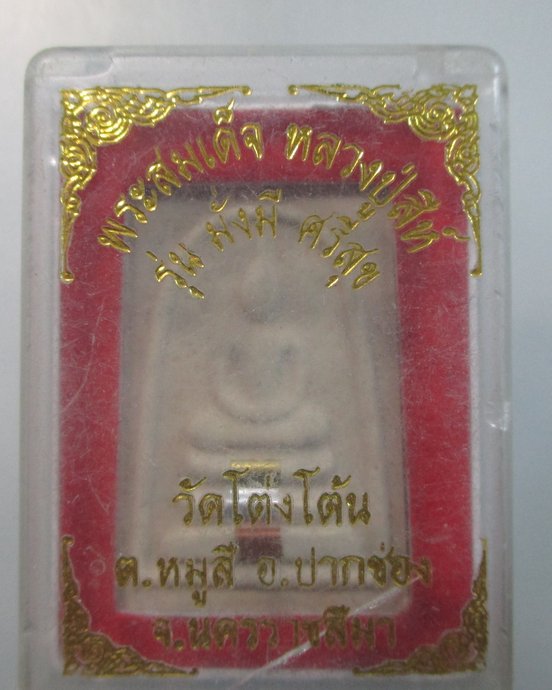 พระสมเด็จ หลวงปู่สีห์
รุ่น มั่งมี ศรีสุข
วัดโต่งโต้น
ต.หมูสี อ.ปากช่อง
จ.นครราชสีมา